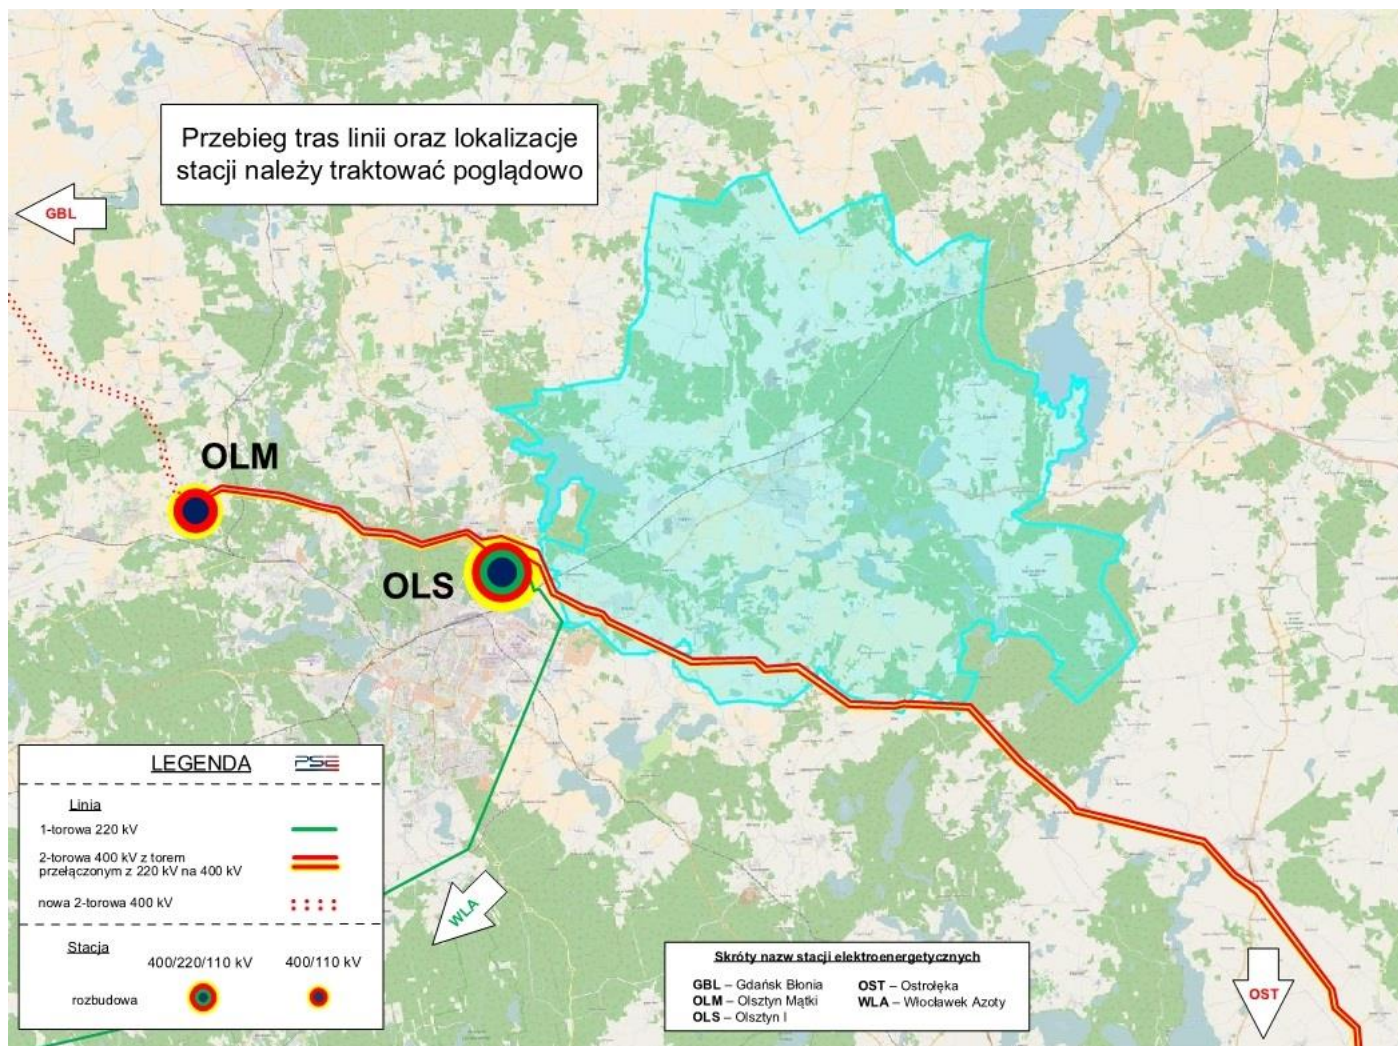 Przebieg tras linii oraz lokalizacje
stacji należy traktować poglądowo
GBL
OLM
OLS
LEGENDA PSE
Linia
1-torowa 220 kV
2-torowa 400 kV z torem
przełączonym z 220 kV na 400 kV
nowa 2-torowa 400 kV
Stacja
400/220/110 kV 400/110 kV
rozbudowa
WLA
Skróty nazw stacji elektroenergetycznych
GBL – Gdańsk Błonia OST – Ostrołęka
OLM – Olsztyn Mątki WLA – Włocławek Azoty
OLS – Olsztyn I
OST